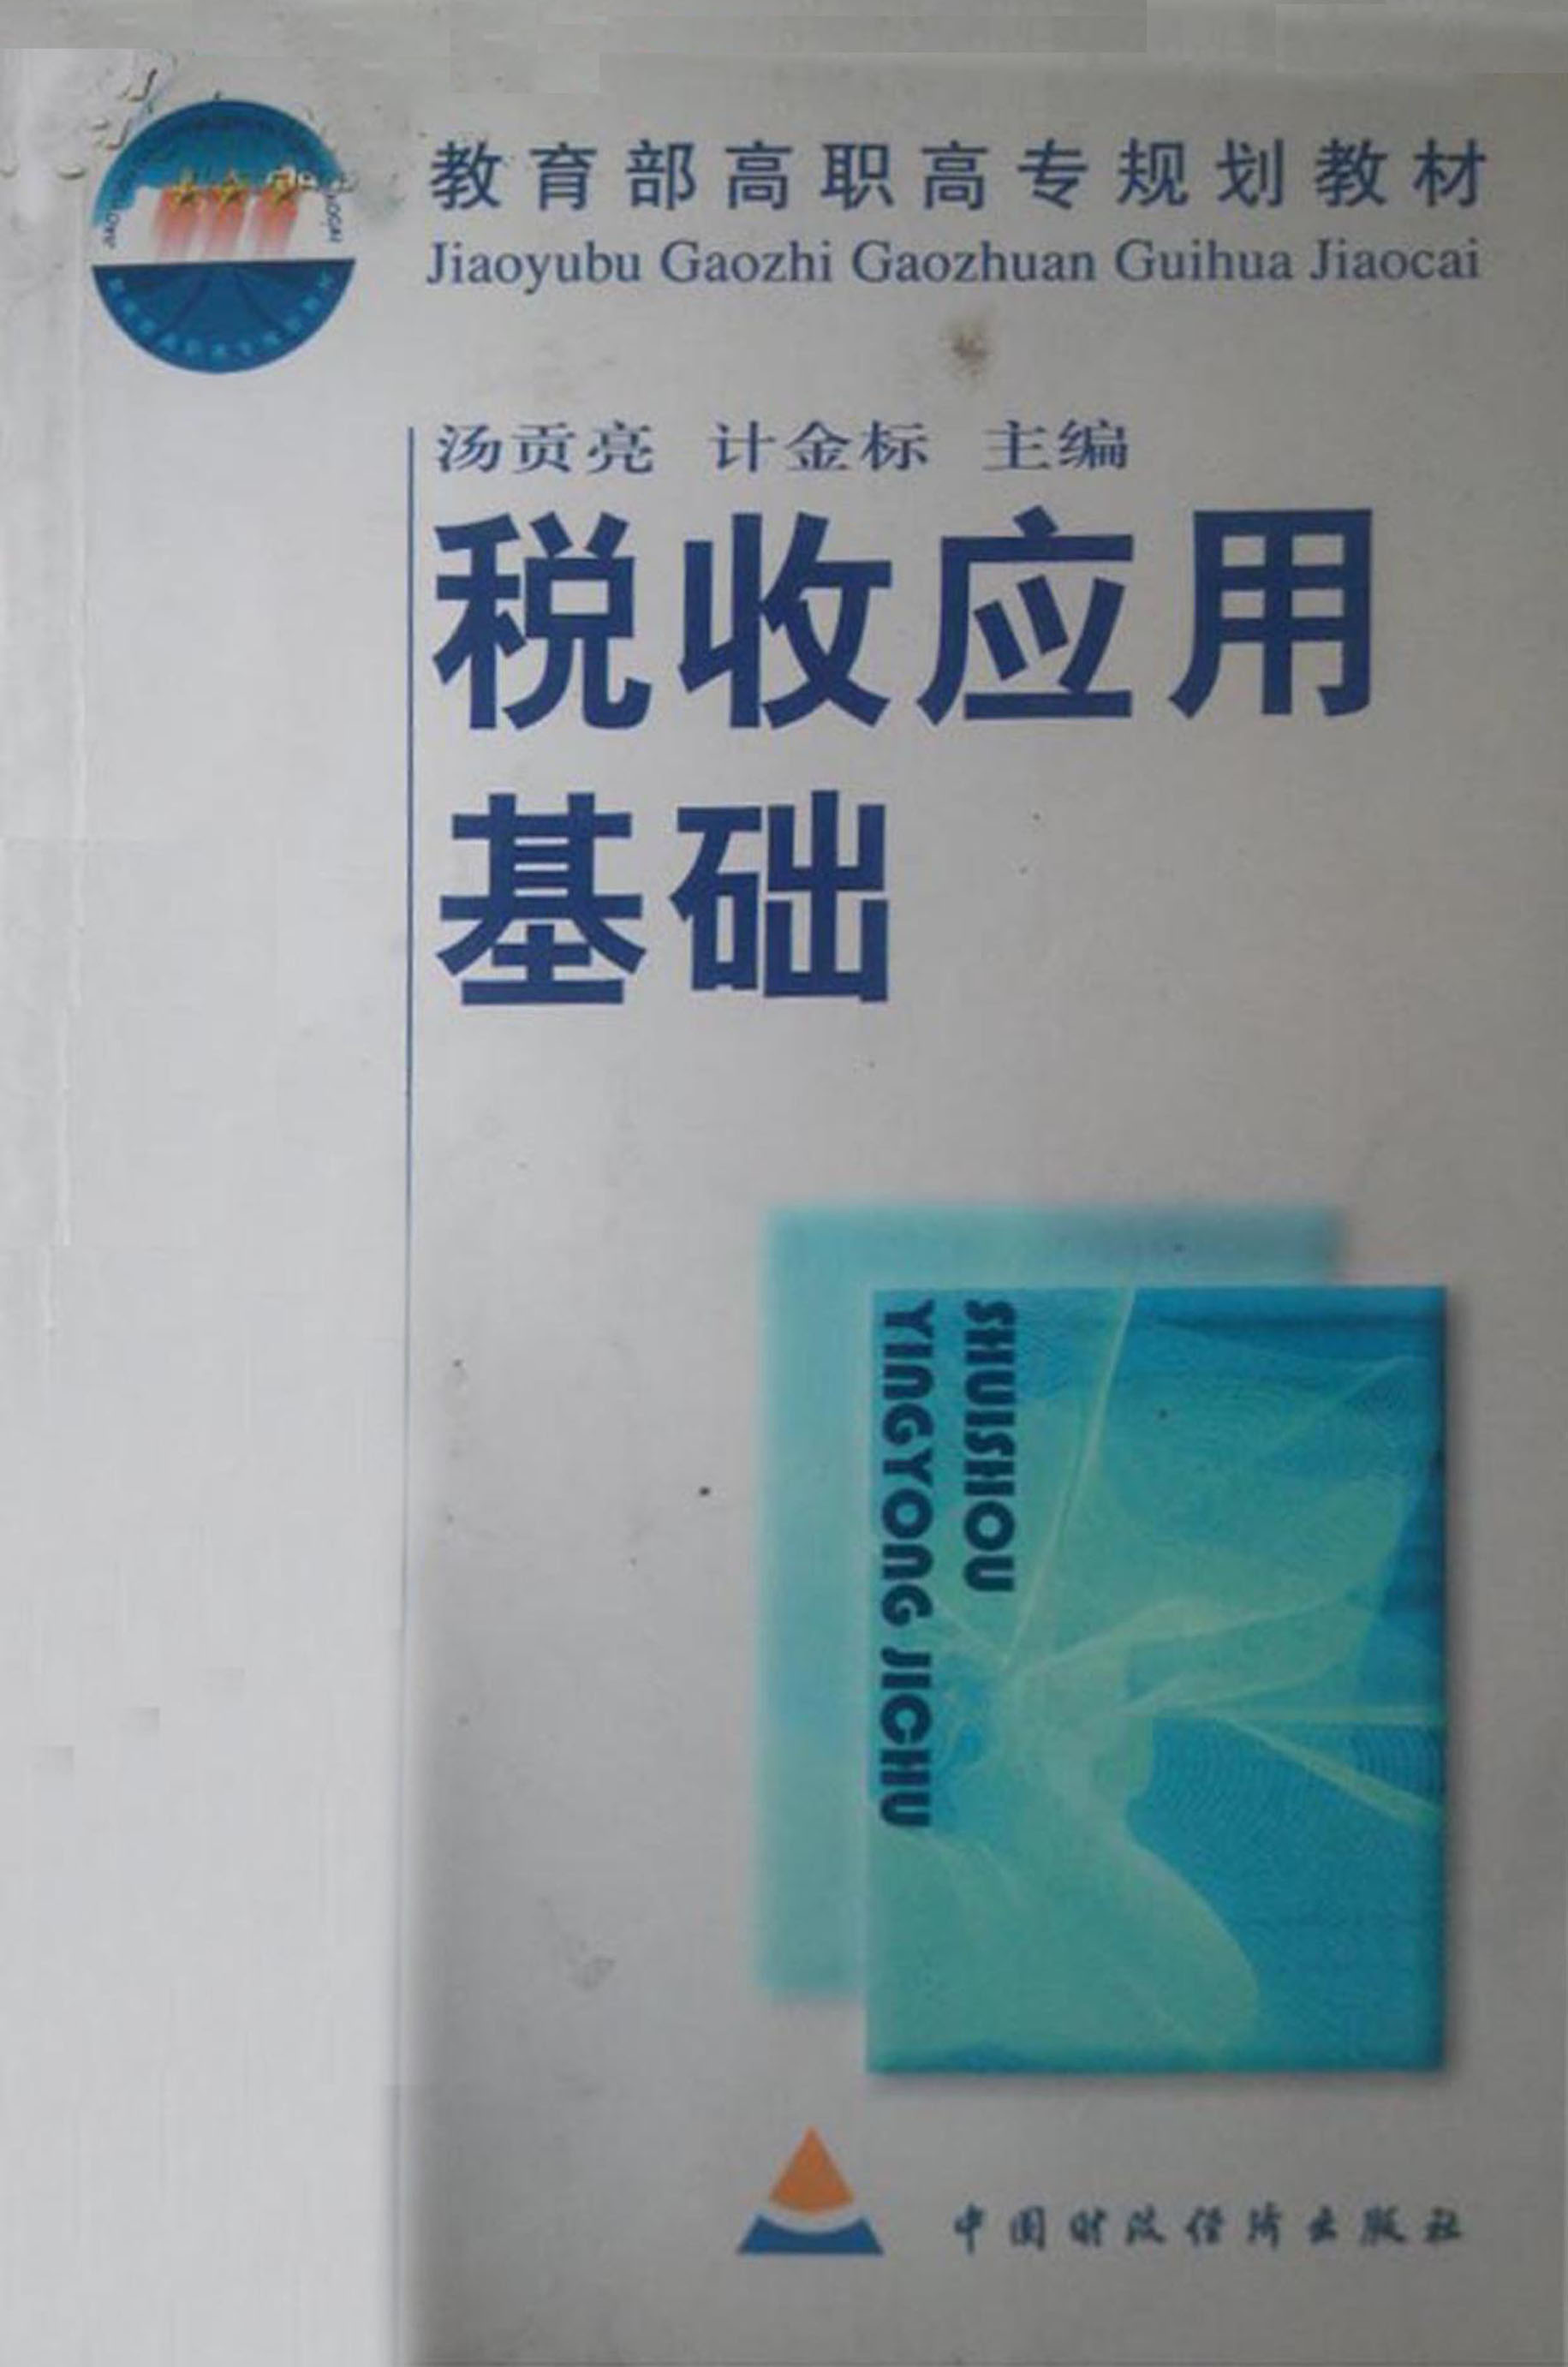 教育部高职高专规划教材
Jiaoyubu Gaozhi Gaozhuan Guihua Jiaocai
汤贡亮 计金标 主编
税收应用
基础
SHUISHOU
YINGYONG JICHU
中国财政经济出版社